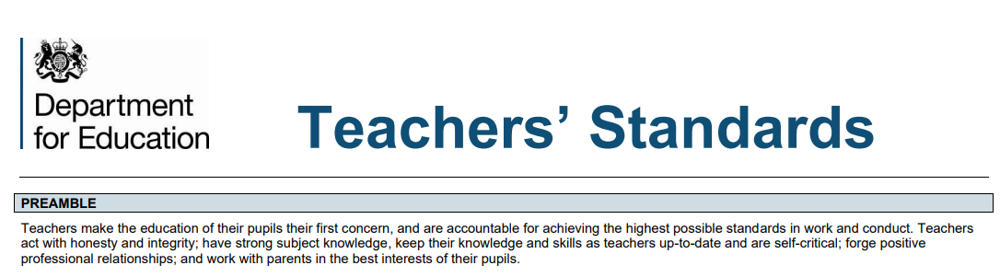 Department
for Education
Teachers' Standards
PREAMBLE
Teachers make the education of their pupils their first concern, and are accountable for achieving the highest possible standards in work and conduct. Teachers
act with honesty and integrity; have strong subject knowledge, keep their knowledge and skills as teachers up-to-date and are self-critical; forge positive
professional relationships; and work with parents in the best interests of their pupils.